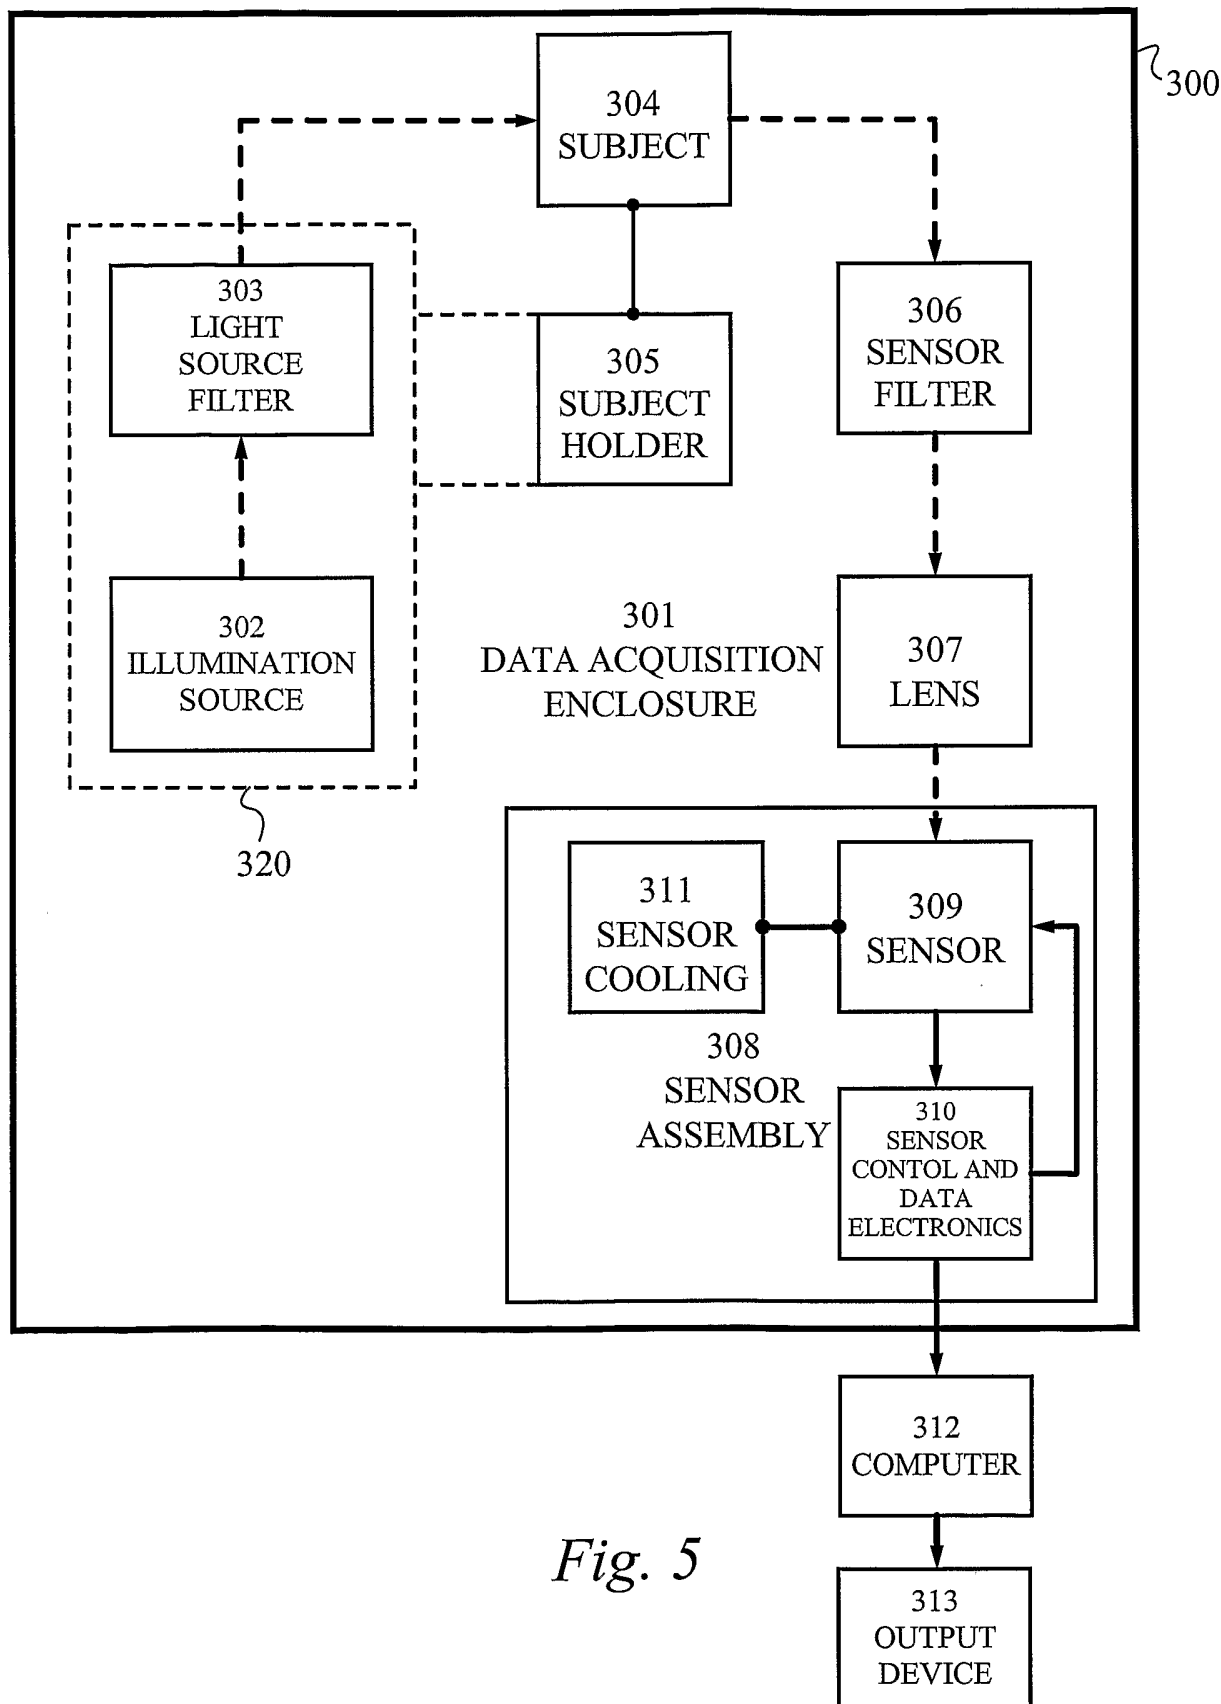 300
304
SUBJECT
303
LIGHT
SOURCE
FILTER
305
SUBJECT
HOLDER
306
SENSOR
FILTER
302
ILLUMINATION
SOURCE
301
DATA ACQUISITION
ENCLOSURE
307
LENS
320
311
SENSOR
COOLING
309
SENSOR
308
SENSOR
ASSEMBLY
310
SENSOR
CONTOL AND
DATA
ELECTRONICS
312
COMPUTER
Fig. 5
313
OUTPUT
DEVICE